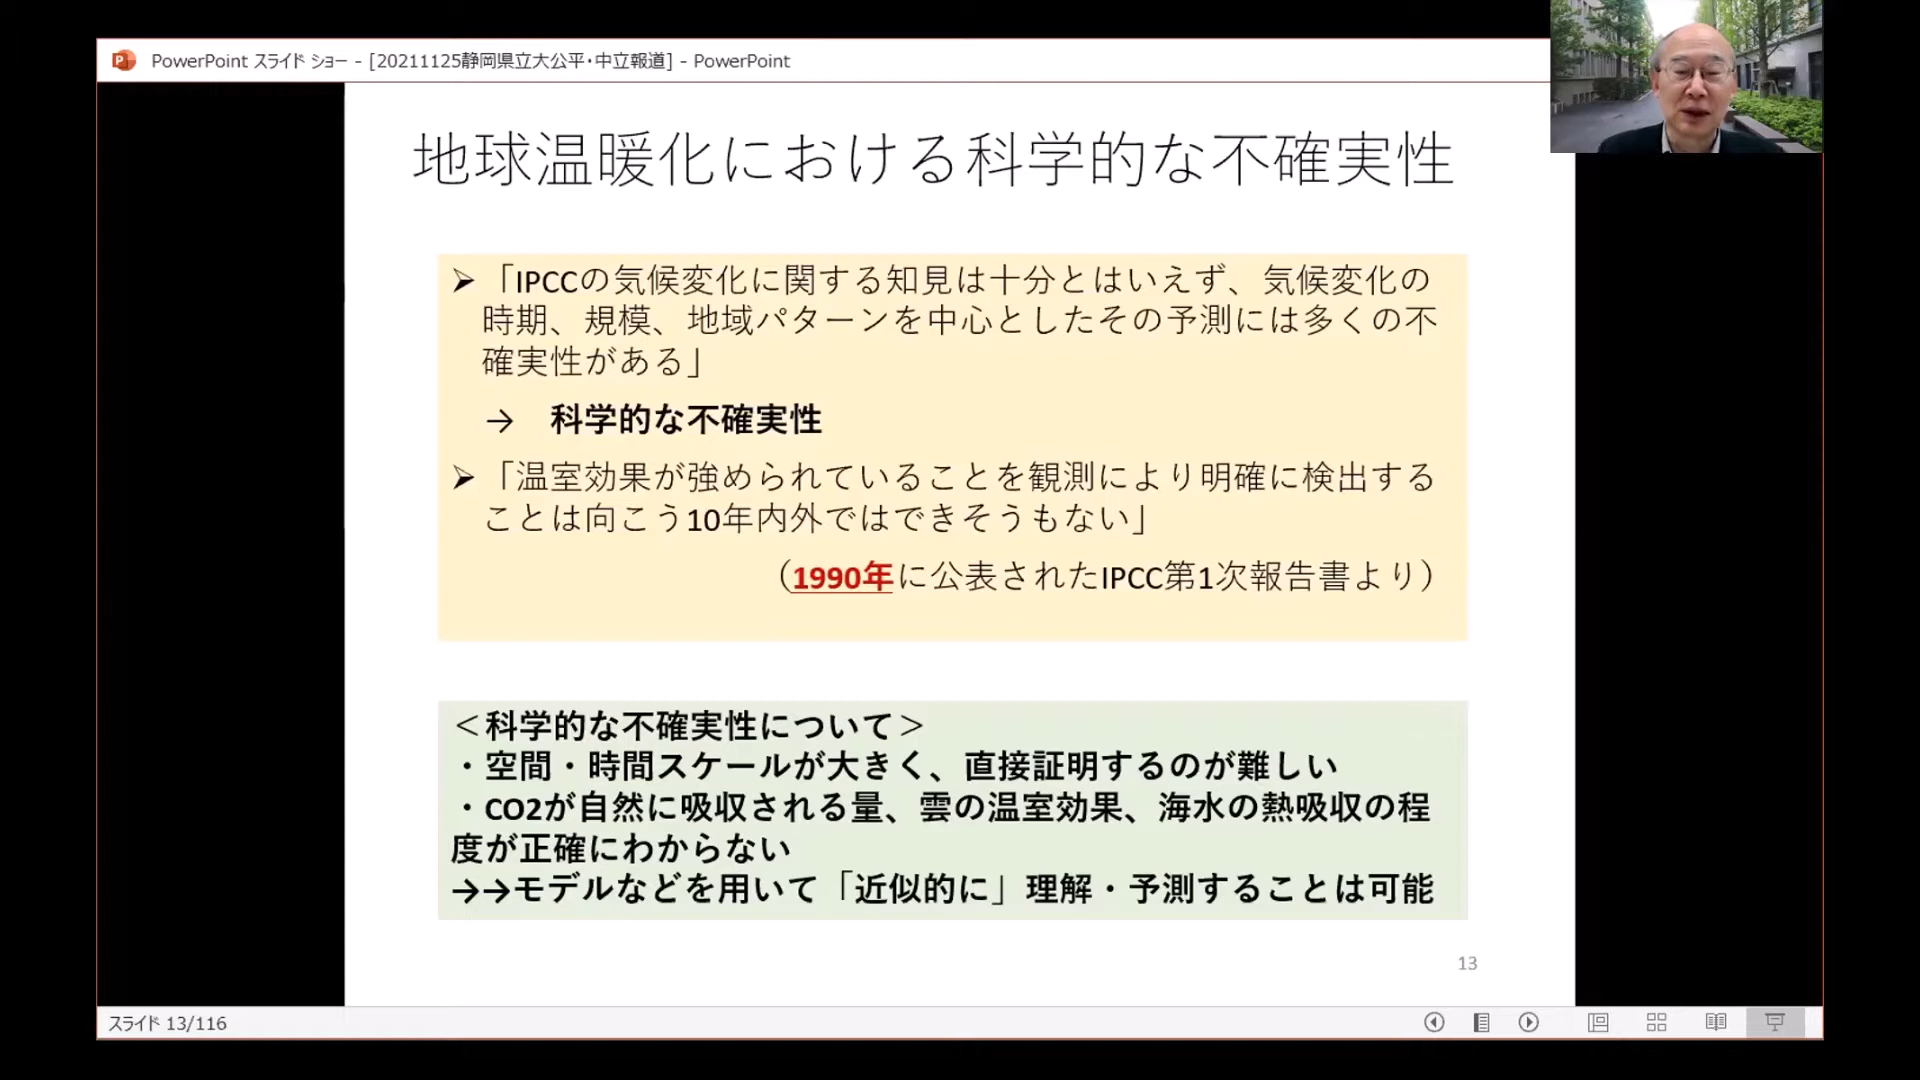 PowerPoint スライド ショー - [20211125静岡県立大公平・中立報道] - PowerPoint
地球温暖化における科学的な不確実性
➤「IPCCの気候変化に関する知見は十分とはいえず、気候変化の
時期、規模、地域パターンを中心としたその予測には多くの不
確実性がある」
→ 科学的な不確実性
➤「温室効果が強められていることを観測により明確に検出する
ことは向こう10年内外ではできそうもない」
（1990年に公表されたIPCC第1次報告書より）
＜科学的な不確実性について＞
・空間・時間スケールが大きく、直接証明するのが難しい
・CO2が自然に吸収される量、雲の温室効果、海水の熱吸収の程
度が正確にわからない
→→モデルなどを用いて「近似的に」理解・予測することは可能
13
スライド 13/116